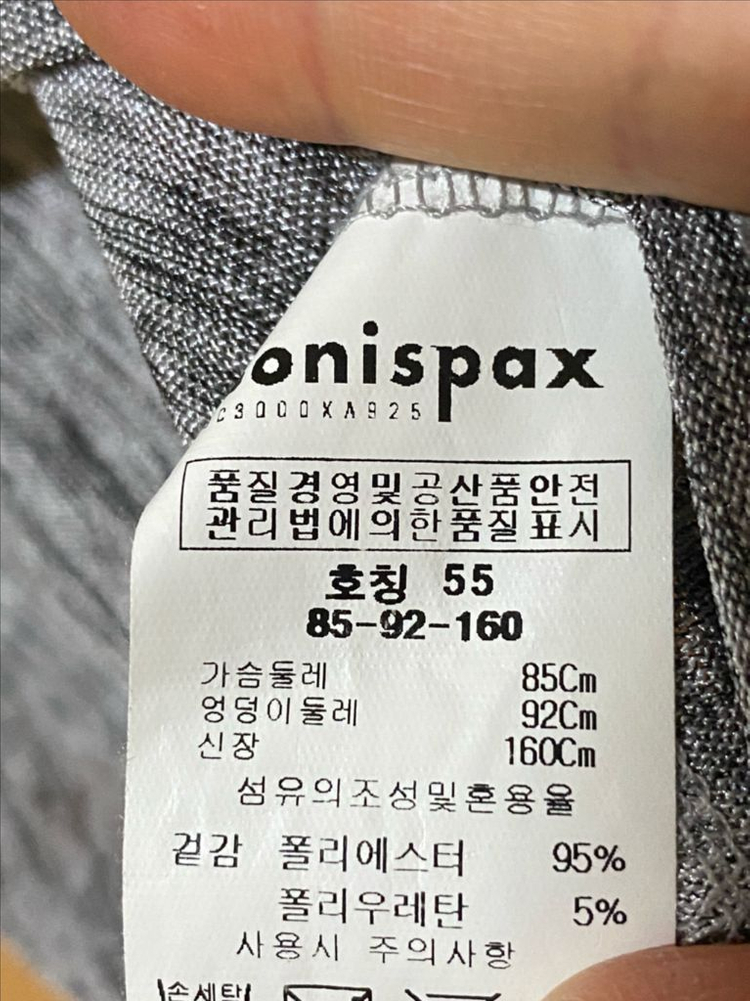 onispax
c3000XA925
품질경영및공산품안전
관리법에의한품질표시
호칭 55
85-92-160
가슴둘레 85Cm
엉덩이둘레 92Cm
신장 160Cm
섬유의조성및혼용율
겉감 폴리에스터 95%
폴리우레탄 5%
사용시 주의사항
손세탁